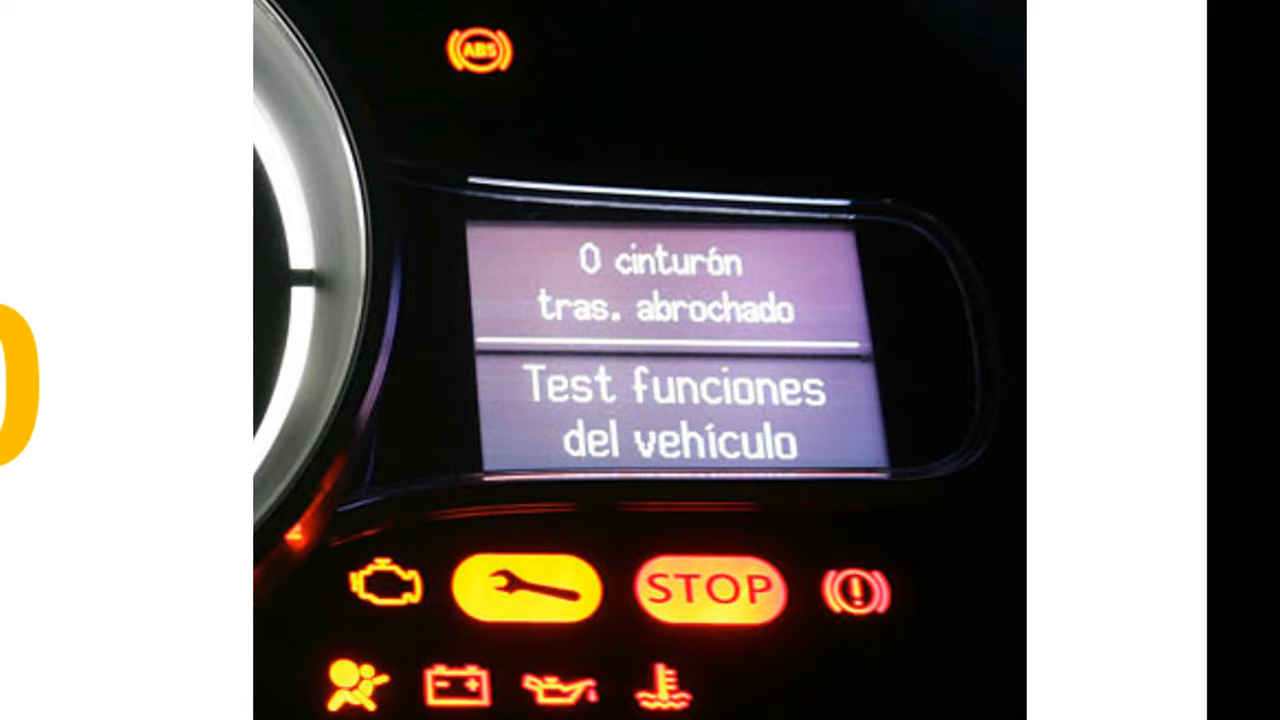 ABS
0 cinturón
tras. abrochado
Test funciones
del vehículo
STOP